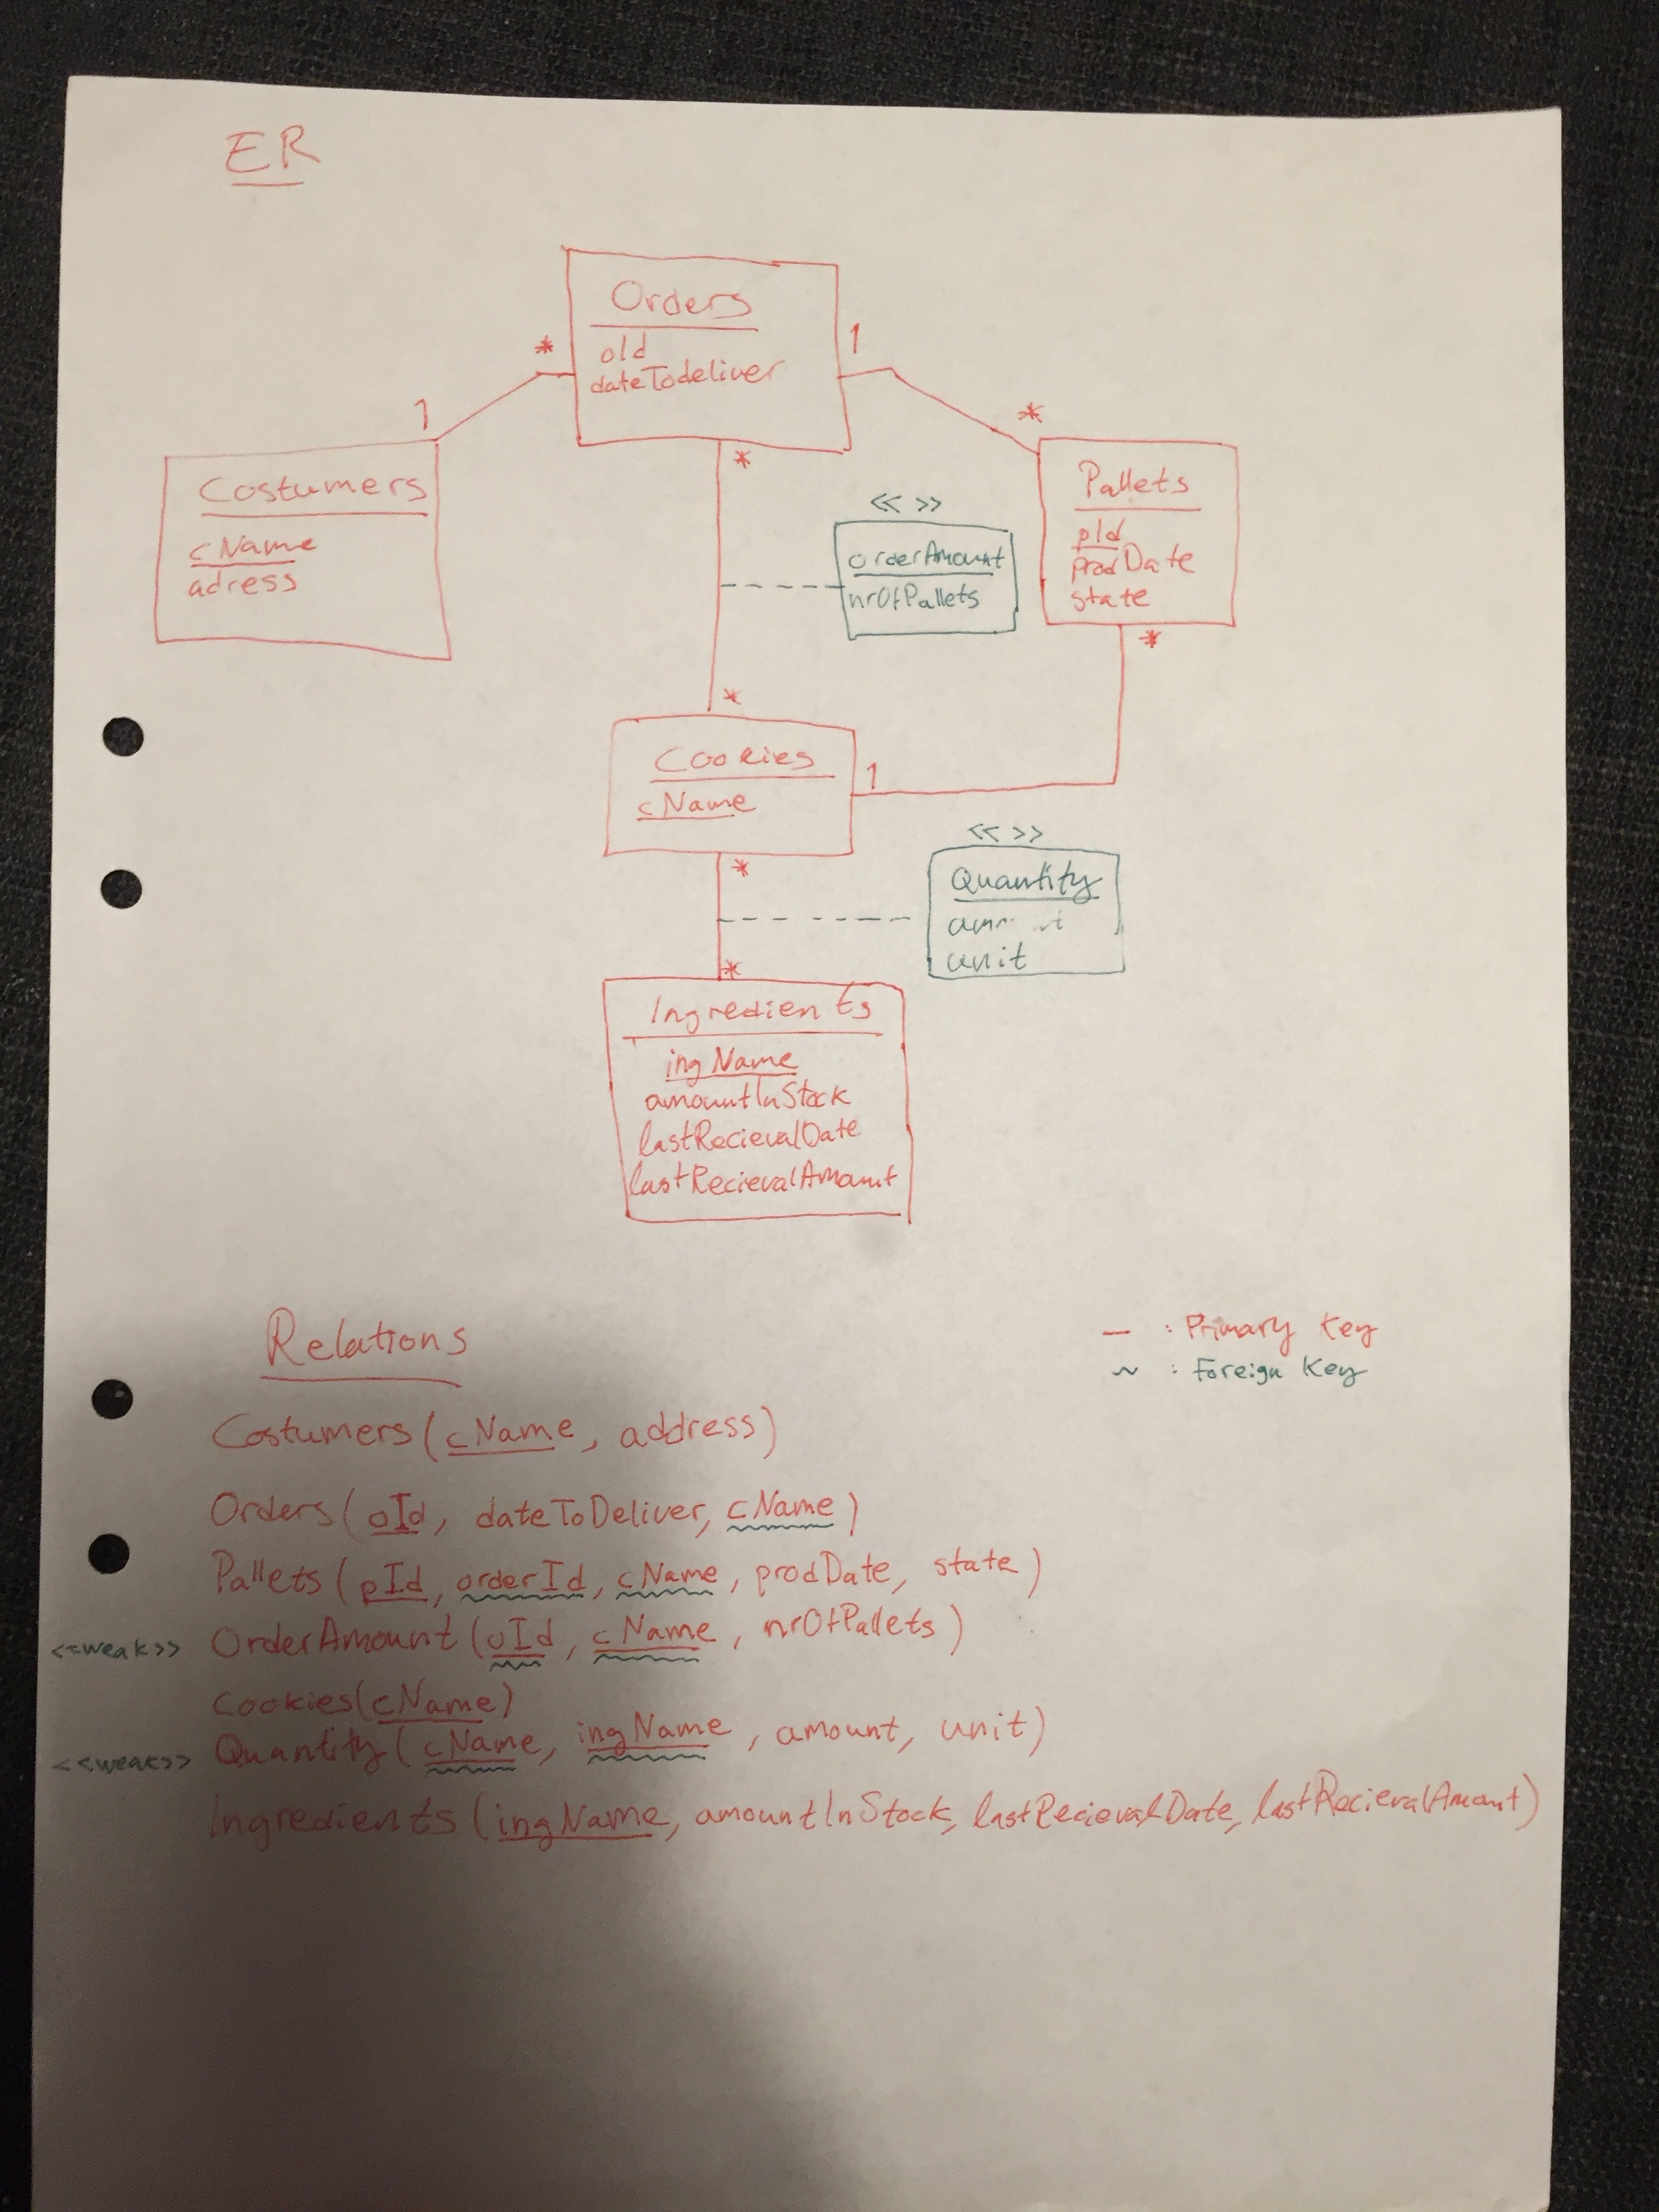 ER
Orders
oId
dateTodeliver
*
1
1
*
Costumers
cName
adress
Pallets
pId
prodDate
state
*
<< >>
orderAmount
nrOfPallets
*
*
Cookies
cName
1
*
<< >>
Quantity
unit
*
Ingredients
ingName
amountInStock
lastRecievalDate
lastRecievalAmount
Relations
— : Primary Key
~ : Foreign Key
Costumers (cName, address)
Orders (oId, dateToDeliver, cName)
Pallets (pId, orderId, cName, prodDate, state)
<<weak>> OrderAmount (oId, cName, nrOfPallets)
Cookies(cName)
<<weak>> Quantity (cName, ingName, amount, unit)
Ingredients (ingName, amountInStock, lastRecievalDate, lastRecievalAmount)